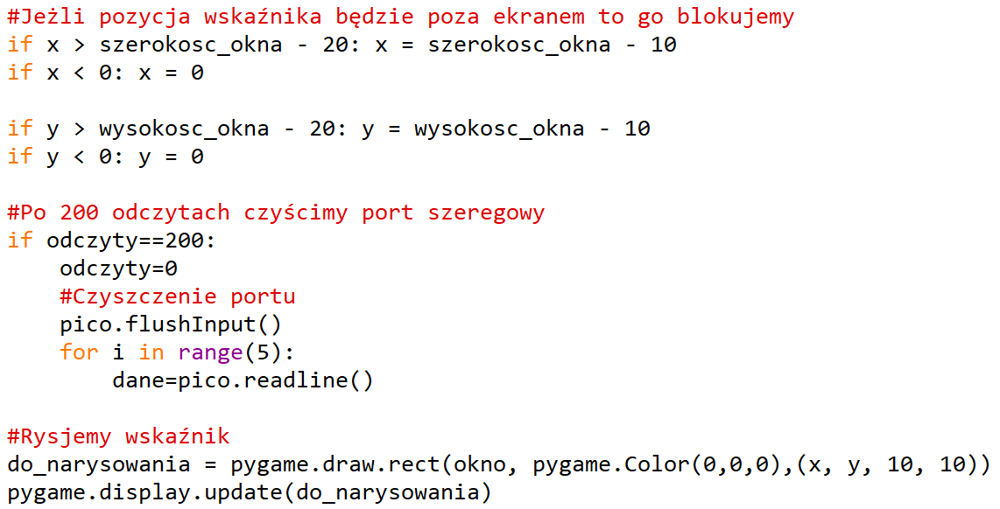 #Jeżli pozycja wskaźnika będzie poza ekranem to go blokujemy
if x > szerokosc_okna - 20: x = szerokosc_okna - 10
if x < 0: x = 0

if y > wysokosc_okna - 20: y = wysokosc_okna - 10
if y < 0: y = 0

#Po 200 odczytach czyścimy port szeregowy
if odczyty==200:
    odczyty=0
    #Czyszczenie portu
    pico.flushInput()
    for i in range(5):
        dane=pico.readline()

#Rysjemy wskaźnik
do_narysowania = pygame.draw.rect(okno, pygame.Color(0,0,0),(x, y, 10, 10))
pygame.display.update(do_narysowania)